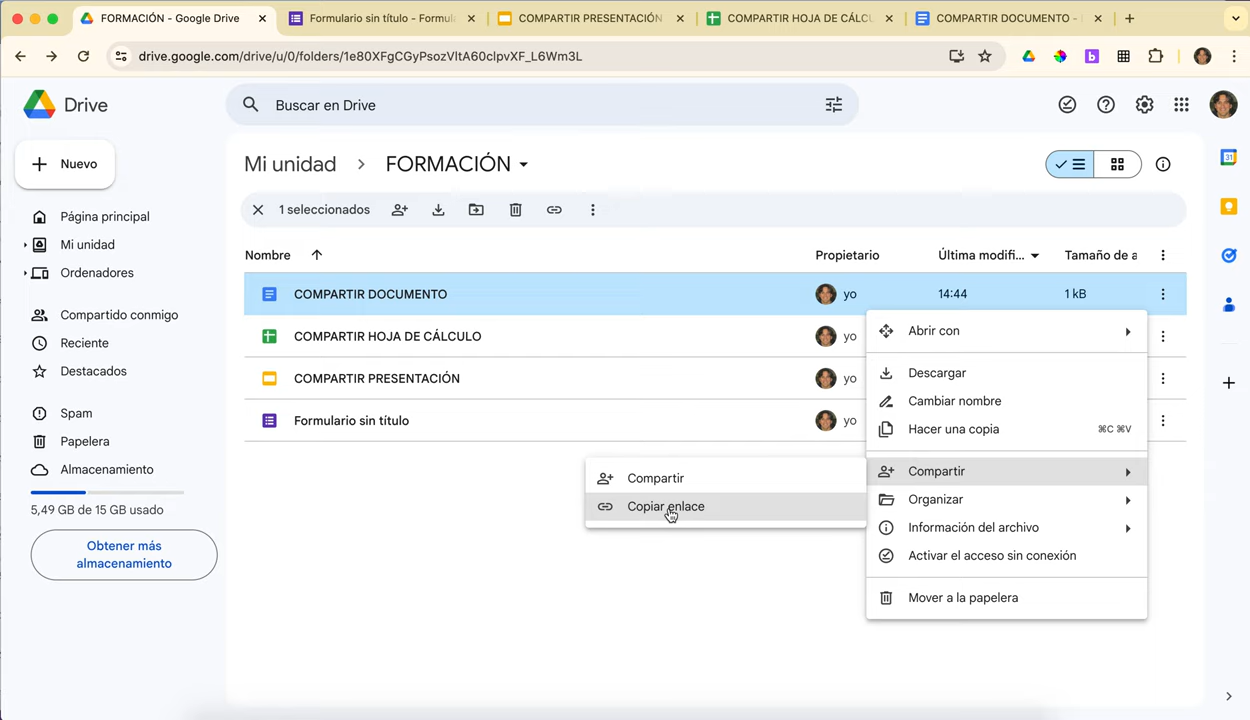 FORMACIÓN - Google Drive
Formulario sin título - Formul
COMPARTIR PRESENTACIÓN
COMPARTIR HOJA DE CÁLCU
COMPARTIR DOCUMENTO -
drive.google.com/drive/u/0/folders/1e80XFgCGyPsozVltA60clpvXF_L6Wm3L
Drive
Buscar en Drive
Nuevo
Mi unidad
FORMACIÓN
1 seleccionados
Página principal
Mi unidad
Ordenadores
Compartido conmigo
Reciente
Destacados
Spam
Papelera
Almacenamiento
5,49 GB de 15 GB usado
Obtener más
almacenamiento
Nombre
Propietario
Última modifi...
Tamaño de a
COMPARTIR DOCUMENTO
yo
14:44
1 kB
COMPARTIR HOJA DE CÁLCULO
yo
COMPARTIR PRESENTACIÓN
yo
Formulario sin título
yo
Abrir con
Descargar
Cambiar nombre
Hacer una copia
⌘C ⌘V
Compartir
Organizar
Información del archivo
Activar el acceso sin conexión
Mover a la papelera
Compartir
Copiar enlace
31